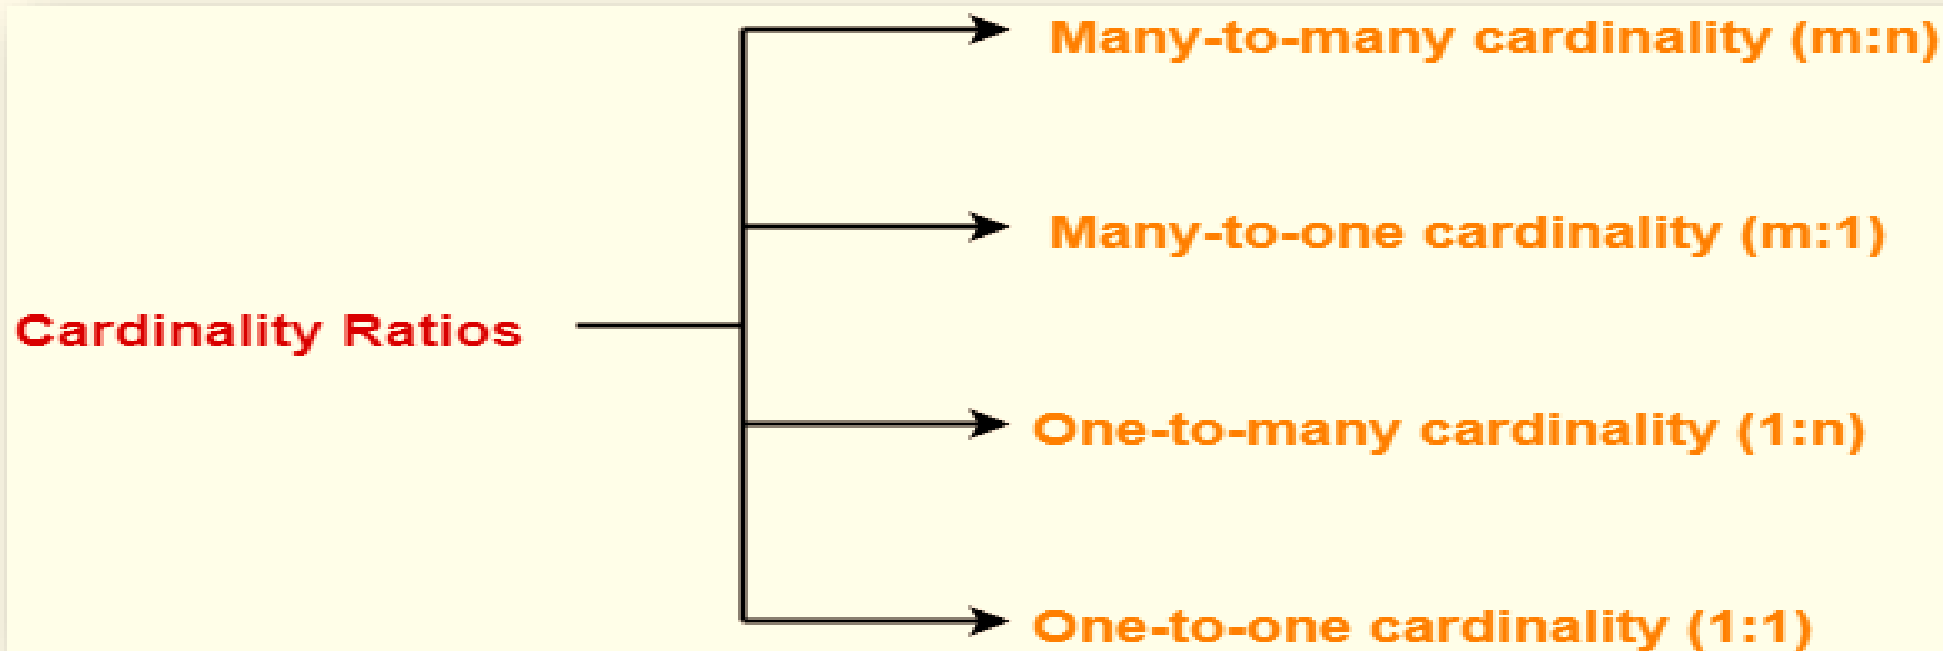 Many-to-many cardinality (m:n)
Many-to-one cardinality (m:1)
Cardinality Ratios
One-to-many cardinality (1:n)
One-to-one cardinality (1:1)